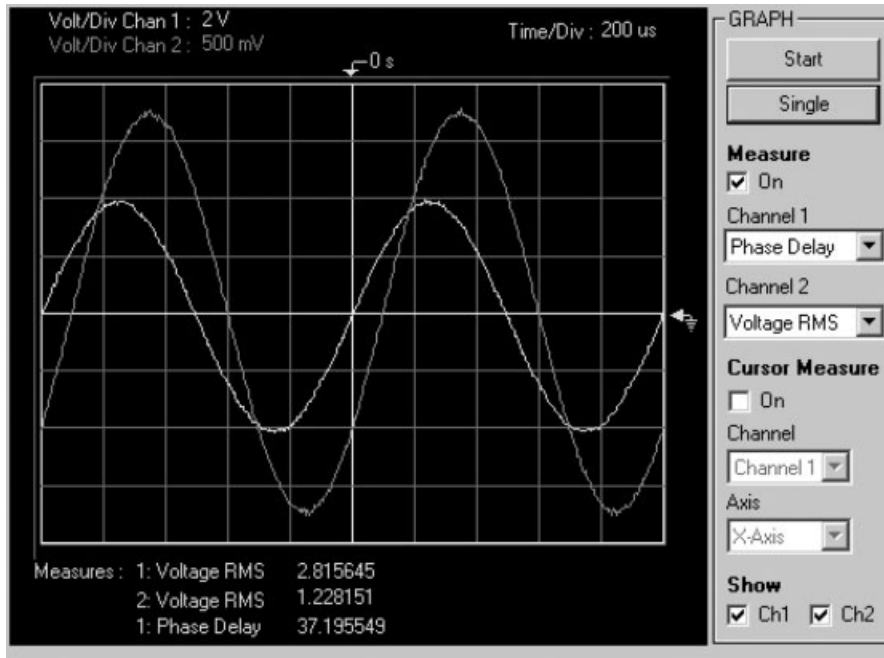 Volt/Div Chan 1 : 2 V
Volt/Div Chan 2 : 500 mV
Time/Div : 200 us
0 s
Measures : 1: Voltage RMS 2.815645
2: Voltage RMS 1.228151
1: Phase Delay 37.195549
GRAPH
Start
Single
Measure
On
Channel 1
Phase Delay
Channel 2
Voltage RMS
Cursor Measure
On
Channel
Channel 1
Axis
X-Axis
Show
Ch1 Ch2